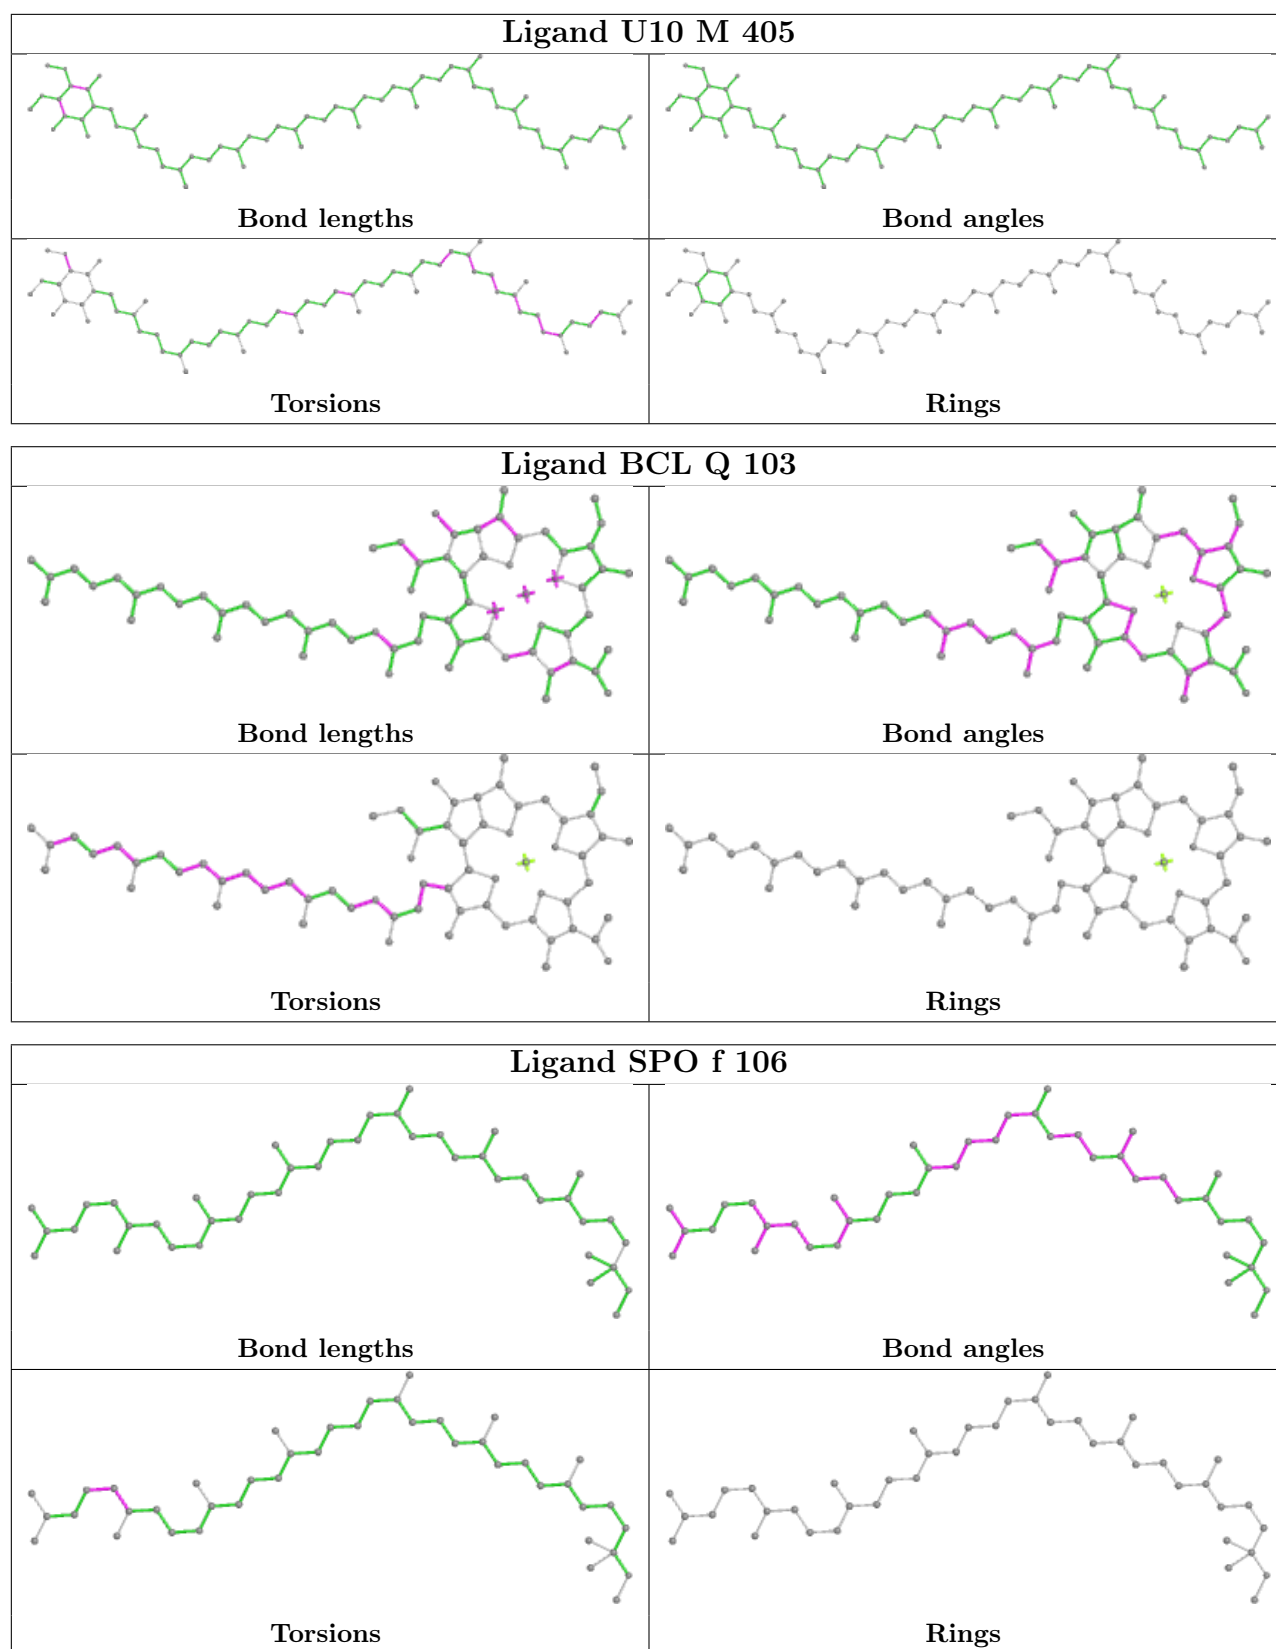 Ligand U10 M 405
Bond lengths
Bond angles
Torsions
Rings
Ligand BCL Q 103
Bond lengths
Bond angles
Torsions
Rings
Ligand SPO f 106
Bond lengths
Bond angles
Torsions
Rings